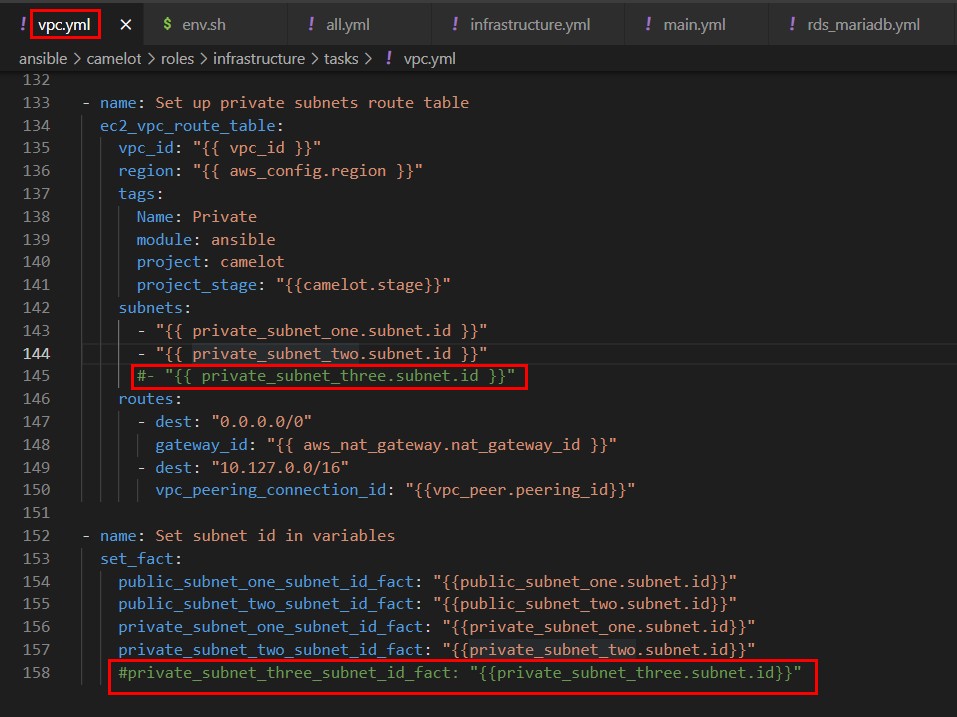 ! vpc.yml × $ env.sh ! all.yml ! infrastructure.yml ! main.yml ! rds_mariadb.yml
ansible > camelot > roles > infrastructure > tasks > ! vpc.yml
132
133 - name: Set up private subnets route table
134 ec2_vpc_route_table:
135 vpc_id: "{{ vpc_id }}"
136 region: "{{ aws_config.region }}"
137 tags:
138 Name: Private
139 module: ansible
140 project: camelot
141 project_stage: "{{camelot.stage}}"
142 subnets:
143 - "{{ private_subnet_one.subnet.id }}"
144 - "{{ private_subnet_two.subnet.id }}"
145 #- "{{ private_subnet_three.subnet.id }}"
146 routes:
147 - dest: "0.0.0.0/0"
148 gateway_id: "{{ aws_nat_gateway.nat_gateway_id }}"
149 - dest: "10.127.0.0/16"
150 vpc_peering_connection_id: "{{vpc_peer.peering_id}}"
151
152 - name: Set subnet id in variables
153 set_fact:
154 public_subnet_one_subnet_id_fact: "{{public_subnet_one.subnet.id}}"
155 public_subnet_two_subnet_id_fact: "{{public_subnet_two.subnet.id}}"
156 private_subnet_one_subnet_id_fact: "{{private_subnet_one.subnet.id}}"
157 private_subnet_two_subnet_id_fact: "{{private_subnet_two.subnet.id}}"
158 #private_subnet_three_subnet_id_fact: "{{private_subnet_three.subnet.id}}"